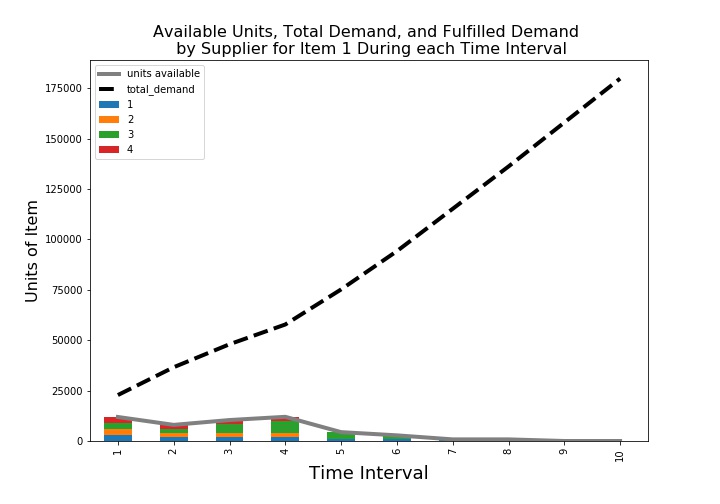 Available Units, Total Demand, and Fulfilled Demand
by Supplier for Item 1 During each Time Interval
units available
total_demand
1
2
3
4
Units of Item
175000
150000
125000
100000
75000
50000
25000
0
1 2 3 4 5 6 7 8 9 10
Time Interval